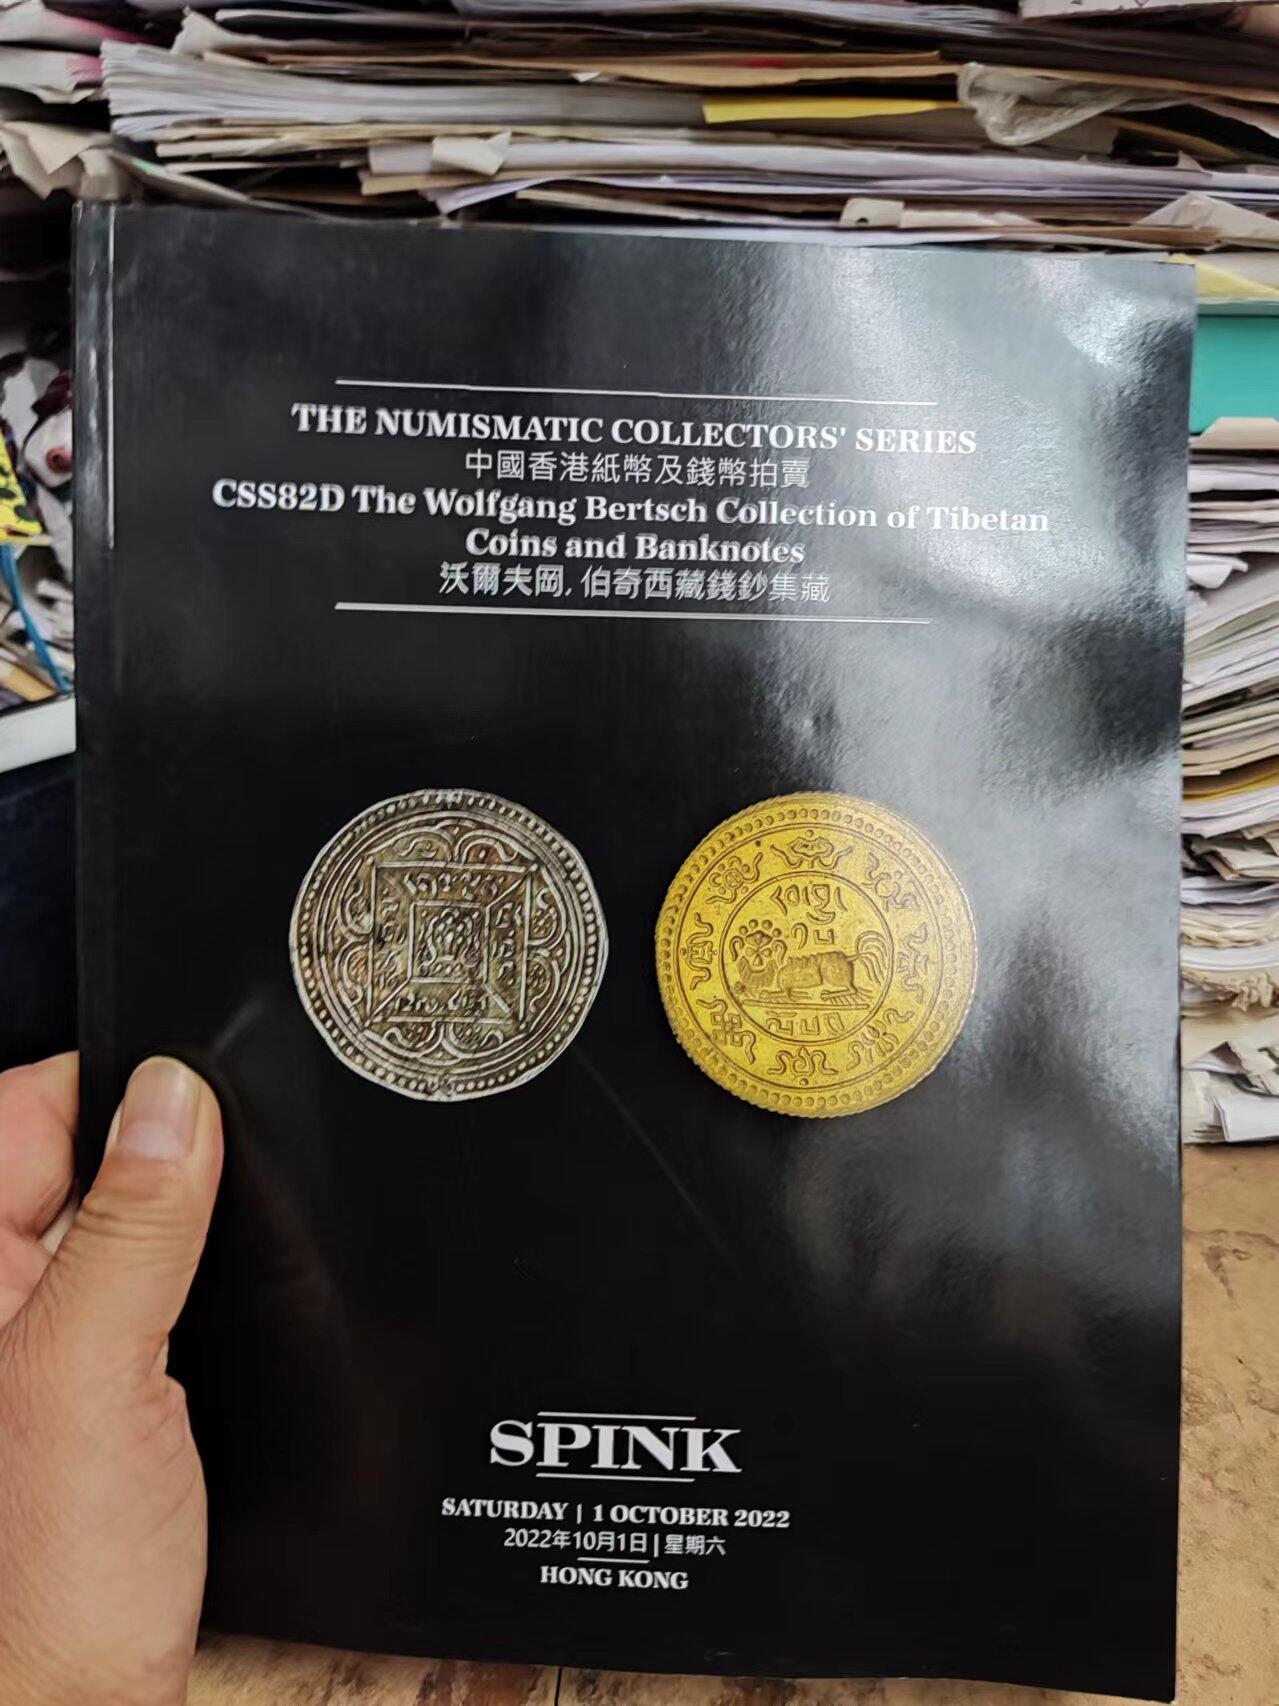 THE NUMISMATIC COLLECTORS' SERIES
中國香港紙幣及錢幣拍賣
CSS82D The Wolfgang Bertsch Collection of Tibetan
Coins and Banknotes
沃爾夫岡, 伯奇西藏錢鈔集藏
SPINK
SATURDAY | 1 OCTOBER 2022
2022年10月1日 | 星期六
HONG KONG